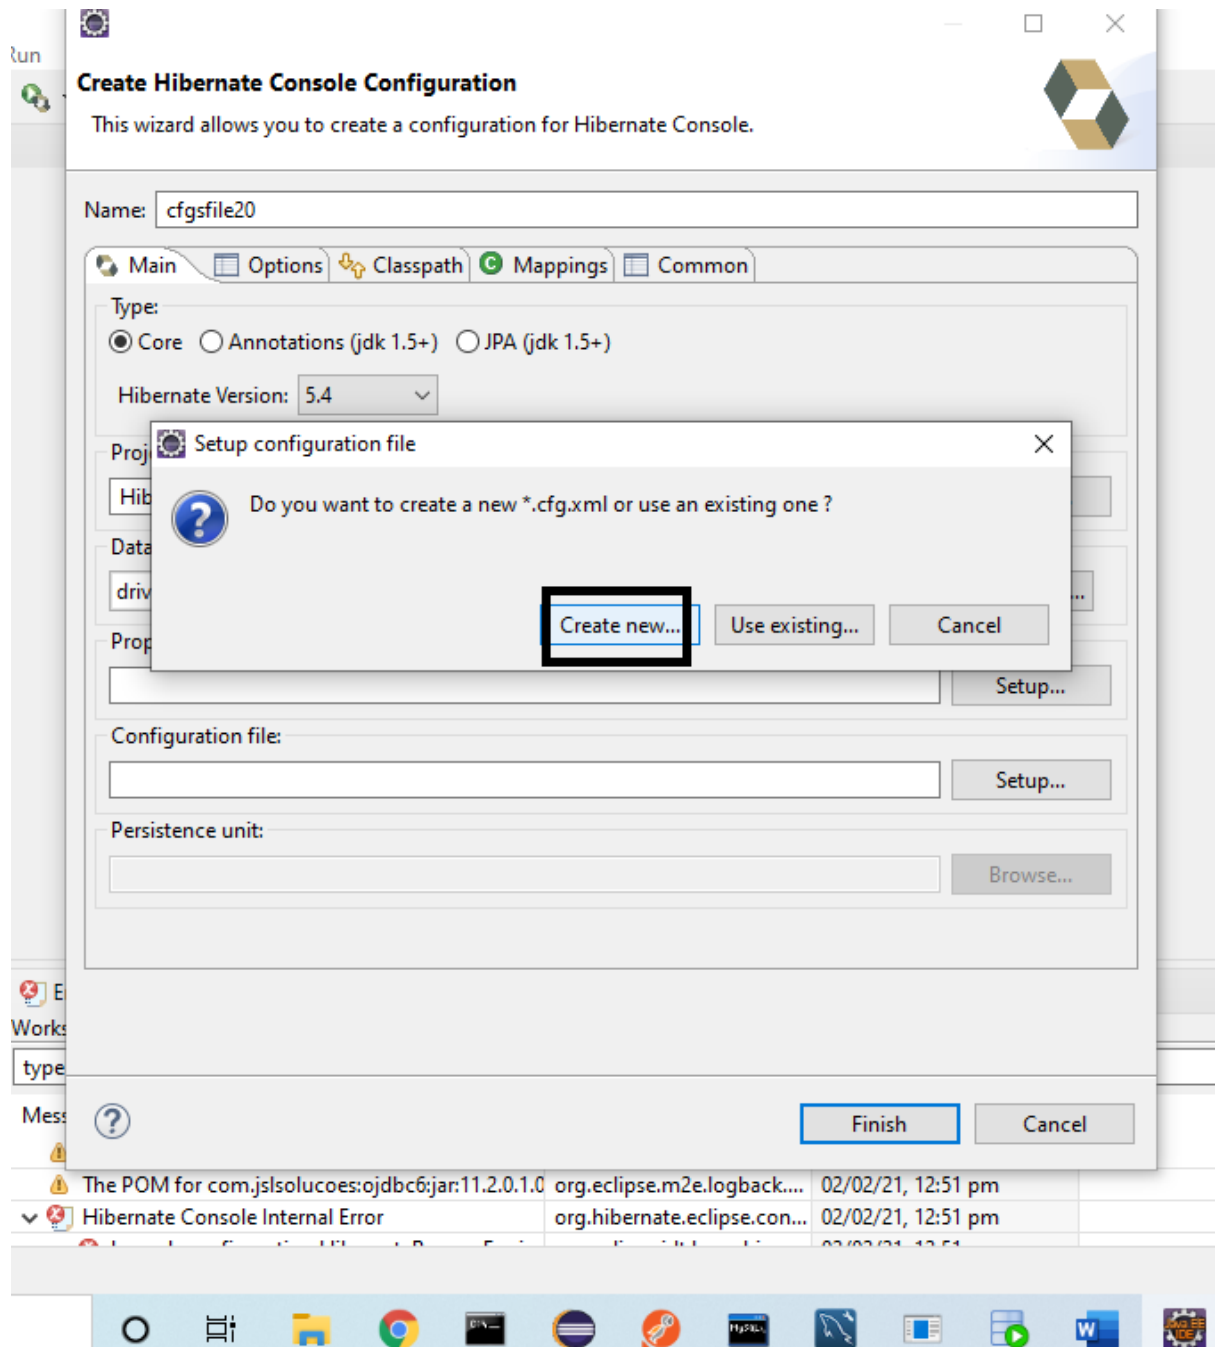 Run
Create Hibernate Console Configuration
This wizard allows you to create a configuration for Hibernate Console.
Name: cfgsfile20
Main Options Classpath Mappings Common
Type:
Core Annotations (jdk 1.5+) JPA (jdk 1.5+)
Hibernate Version: 5.4
Proj
Setup configuration file
Hib
Do you want to create a new *.cfg.xml or use an existing one ?
Data
driv
...
Create new... Use existing... Cancel
Prop
Setup...
Configuration file:
Setup...
Persistence unit:
Browse...
Works
type
Finish Cancel
Mess
The POM for com.jslsolucoes:ojdbc6:jar:11.2.0.1.0 org.eclipse.m2e.logback.... 02/02/21, 12:51 pm
Hibernate Console Internal Error org.hibernate.eclipse.con... 02/02/21, 12:51 pm
MySQL
W
Java EE
IDE